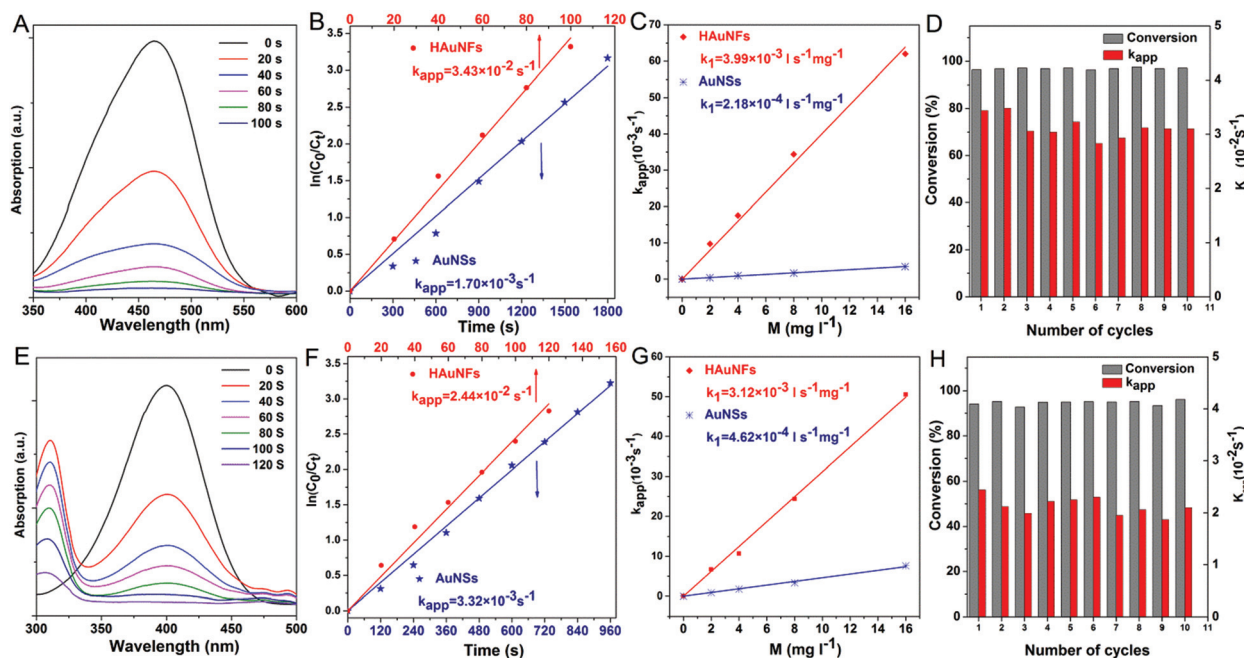 A
Absorption (a.u.)
0 s
20 s
40 s
60 s
80 s
100 s
350 400 450 500 550 600
Wavelength (nm)
B
0 20 40 60 80 100 120
ln(C0/Ct)
3.5
3.0
2.5
2.0
1.5
1.0
0.5
0.0
HAuNFs
kapp=3.43×10-2 s-1
AuNSs
kapp=1.70×10-3s-1
0 300 600 900 1200 1500 1800
Time (s)
C
kapp(10-3s-1)
70
60
50
40
30
20
10
0
HAuNFs
k1=3.99×10-3 l s-1mg-1
AuNSs
k1=2.18×10-4 l s-1mg-1
0 2 4 6 8 10 12 14 16
M (mg l-1)
D
Conversion (%)
120
100
80
60
40
20
0
Conversion
kapp
5
4
3
2
1
0
(10-2s-1)
1 2 3 4 5 6 7 8 9 10 11
Number of cycles
E
Absorption (a.u.)
0 S
20 S
40 S
60 S
80 S
100 S
120 S
300 350 400 450 500
Wavelength (nm)
F
0 20 40 60 80 100 120 140 160
ln(C0/Ct)
3.5
3.0
2.5
2.0
1.5
1.0
0.5
0.0
HAuNFs
kapp=2.44×10-2 s-1
AuNSs
kapp=3.32×10-3s-1
0 120 240 360 480 600 720 840 960
Time (s)
G
kapp(10-3s-1)
60
50
40
30
20
10
0
HAuNFs
k1=3.12×10-3 l s-1mg-1
AuNSs
k1=4.62×10-4 l s-1mg-1
0 2 4 6 8 10 12 14 16
M (mg l-1)
H
Conversion (%)
120
100
80
60
40
20
0
Conversion
kapp
5
4
3
2
1
0
(10-2s-1)
1 2 3 4 5 6 7 8 9 10 11
Number of cycles